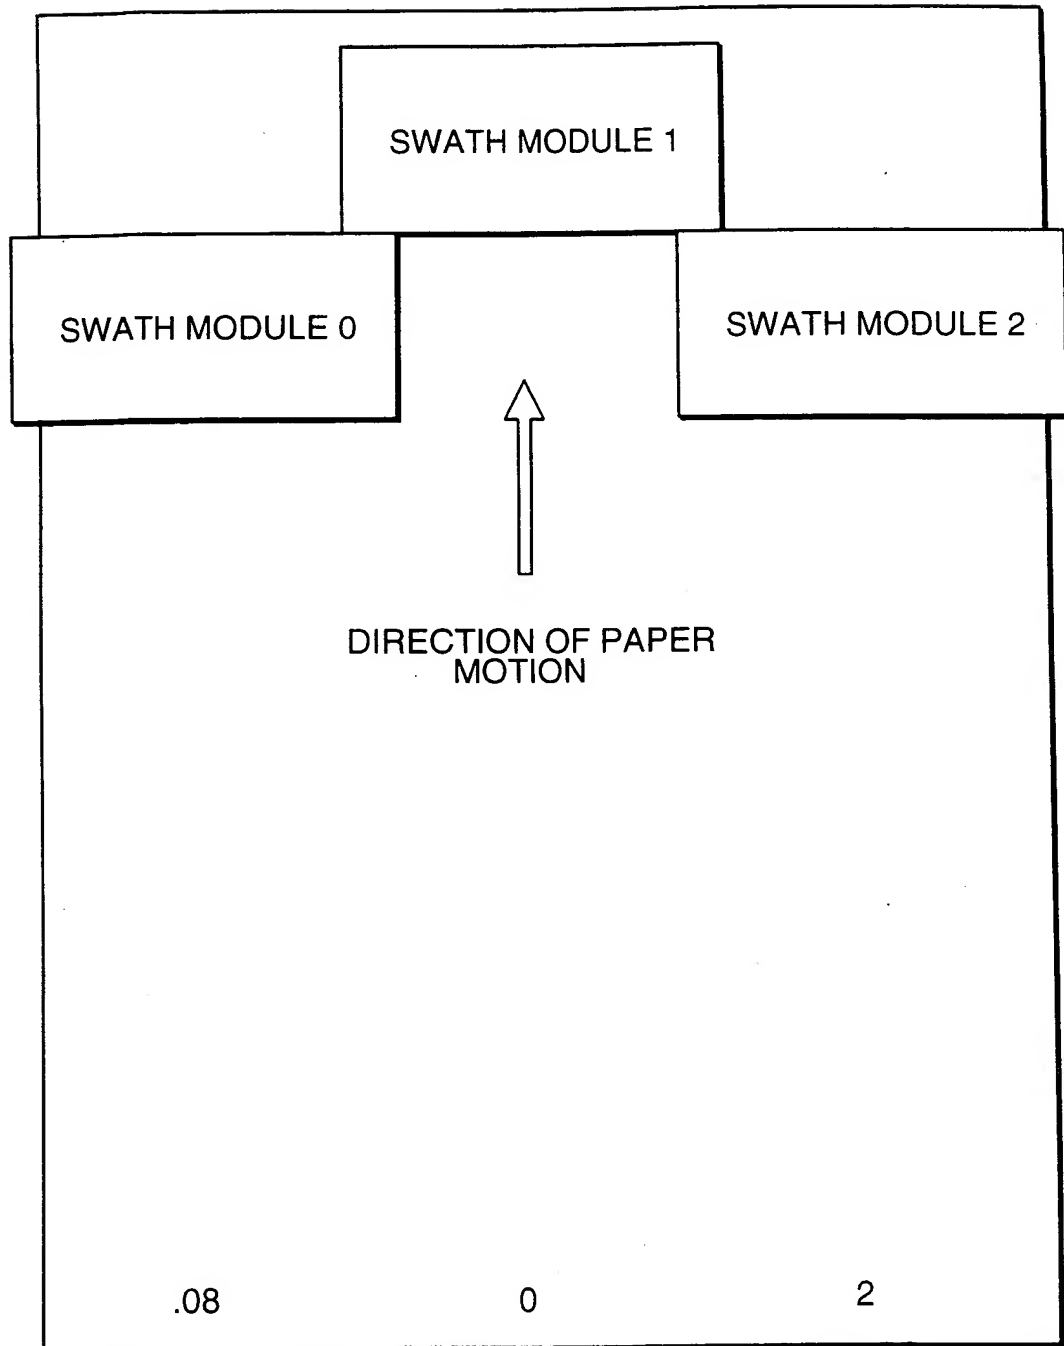 SWATH MODULE 1
SWATH MODULE 0
SWATH MODULE 2
DIRECTION OF PAPER
MOTION
.08
0
2